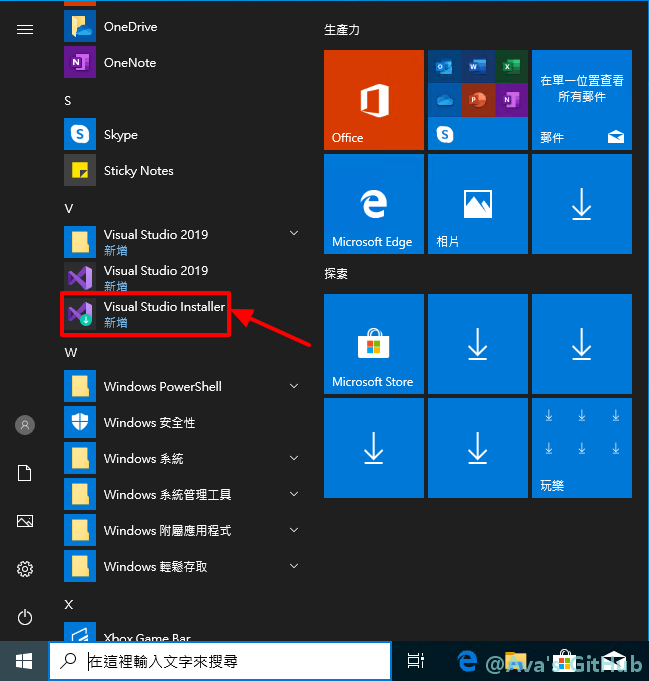 OneDrive
OneNote
S
Skype
Sticky Notes
V
Visual Studio 2019
新增
Visual Studio 2019
新增
Visual Studio Installer
新增
W
Windows PowerShell
Windows 安全性
Windows 系統
Windows 系統管理工具
Windows 附屬應用程式
Windows 輕鬆存取
X
Xbox Game Bar
生產力
Office
在單一位置查看
所有郵件
郵件
Microsoft Edge
相片
探索
Microsoft Store
玩樂
在這裡輸入文字來搜尋
@Ava's GitHub